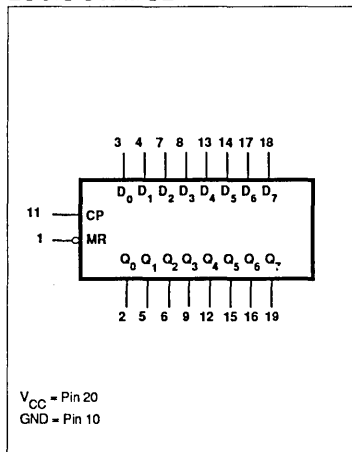 3 4 7 8 13 14 17 18
D0 D1 D2 D3 D4 D5 D6 D7
11 CP
1 MR
Q0 Q1 Q2 Q3 Q4 Q5 Q6 Q7
2 5 6 9 12 15 16 19
VCC = Pin 20
GND = Pin 10